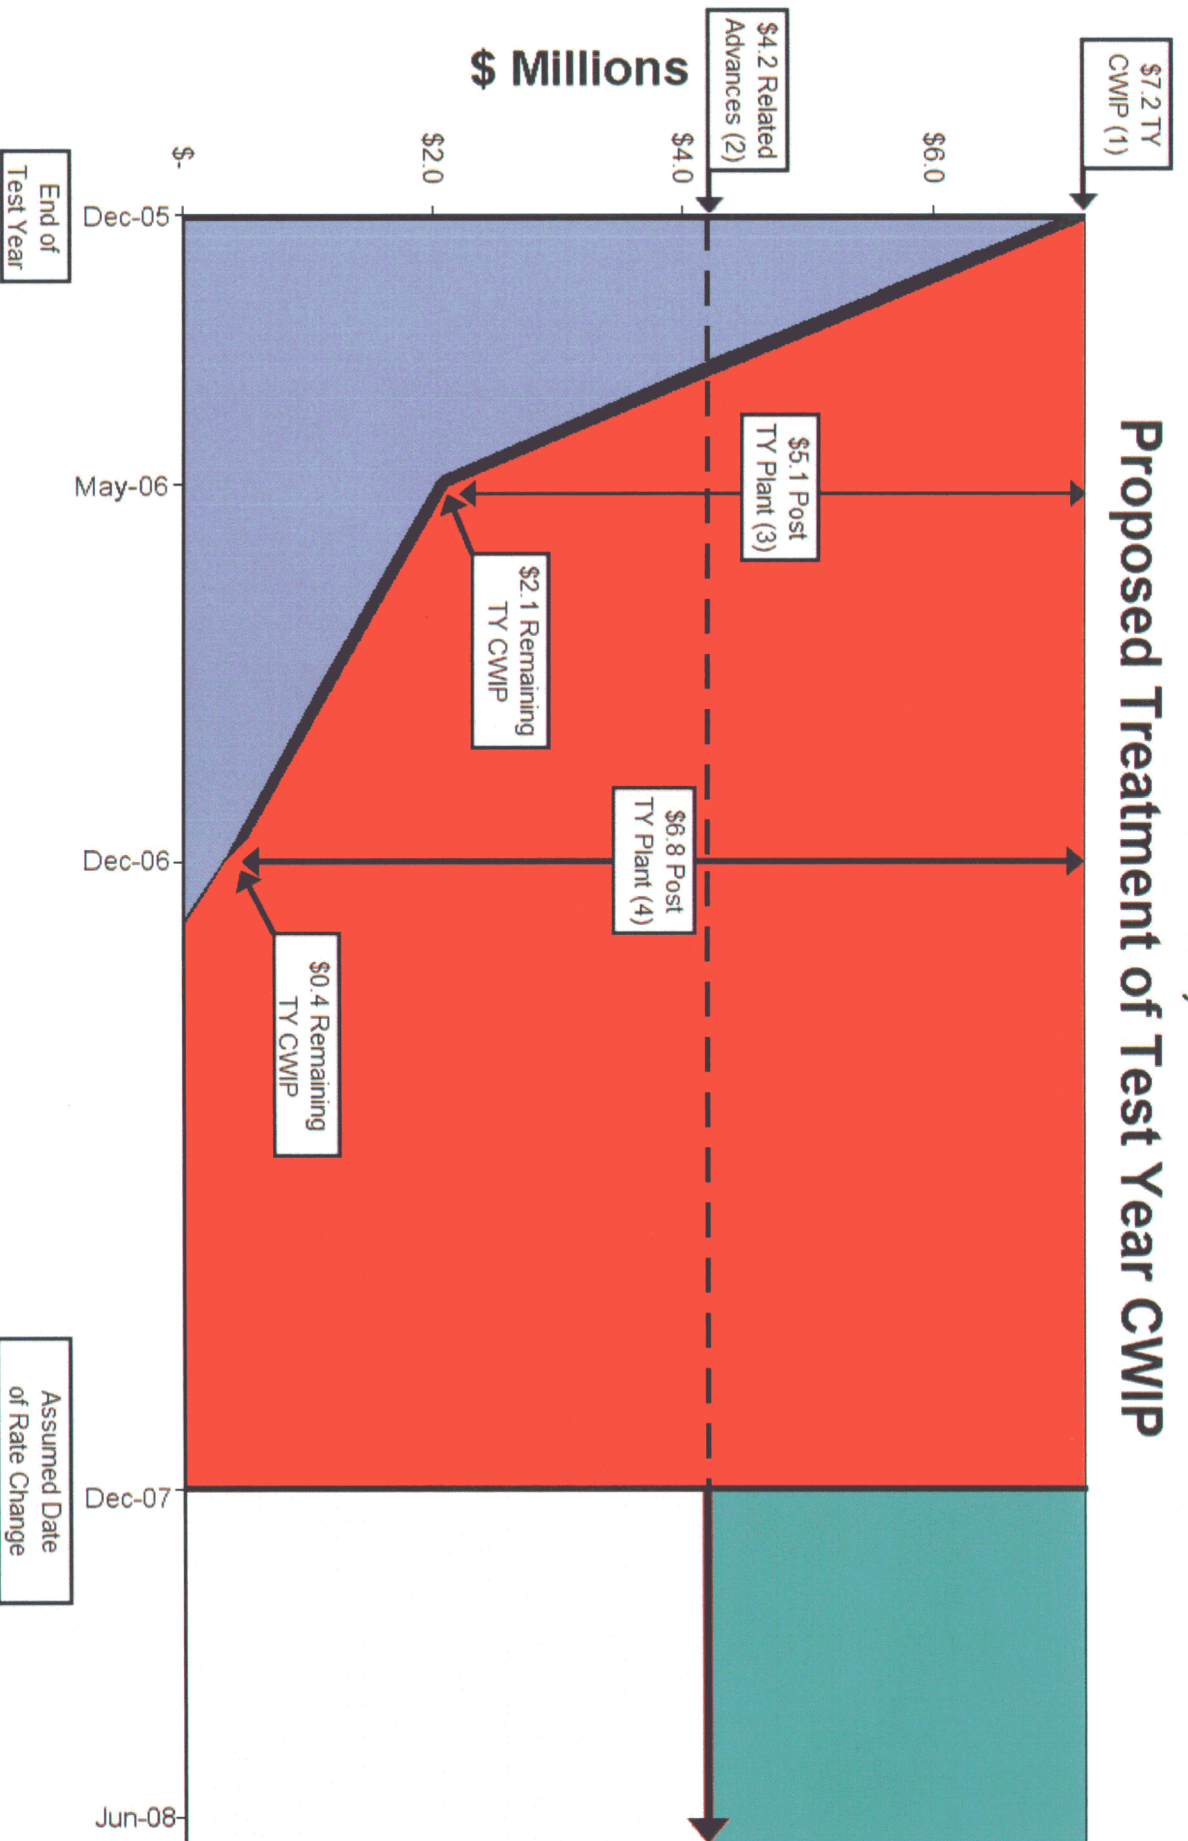 Proposed Treatment of Test Year CWIP
$7.2 TY
CWIP (1)
$4.2 Related
Advances (2)
$ Millions
$6.0
$4.0
$2.0
$-
$5.1 Post
TY Plant (3)
$2.1 Remaining
TY CWIP
$6.8 Post
TY Plant (4)
$0.4 Remaining
TY CWIP
Dec-05
May-06
Dec-06
Dec-07
Jun-08
End of
Test Year
Assumed Date
of Rate Change